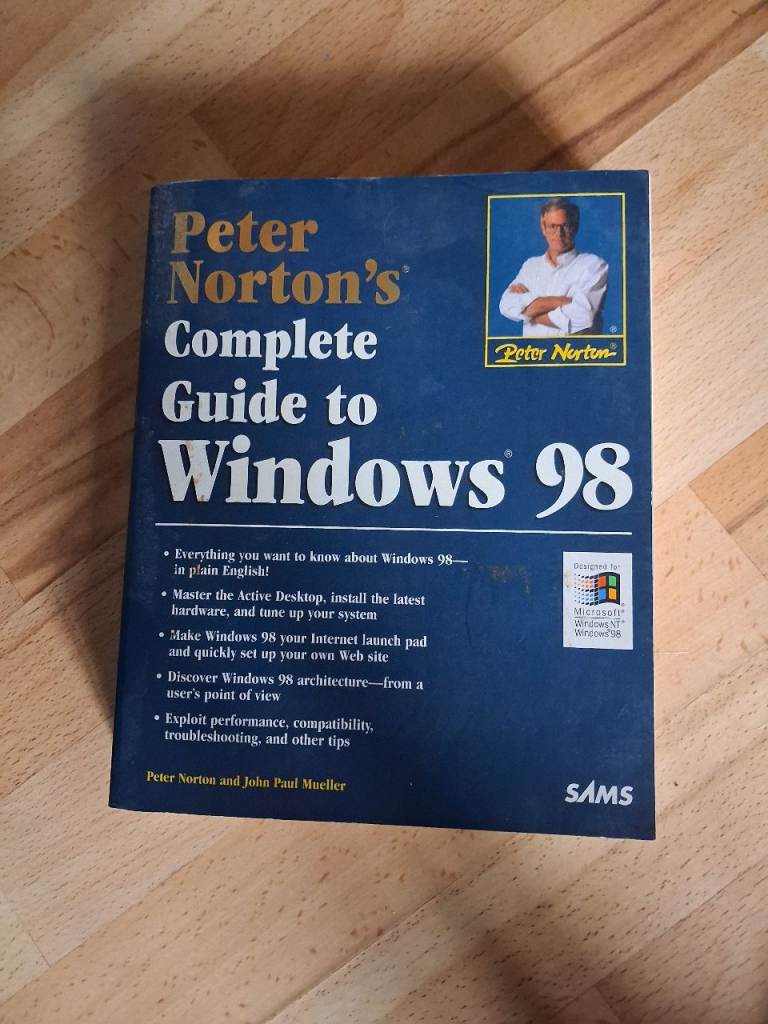 Peter
Norton's®
Complete
Guide to
Windows® 98
®
Peter Norton®
• Everything you want to know about Windows 98—
in plain English!
• Master the Active Desktop, install the latest
hardware, and tune up your system
• Make Windows 98 your Internet launch pad
and quickly set up your own Web site
• Discover Windows 98 architecture—from a
user's point of view
• Exploit performance, compatibility,
troubleshooting, and other tips
Designed for
®
Microsoft®
Windows NT®
Windows®98
Peter Norton and John Paul Mueller
SAMS